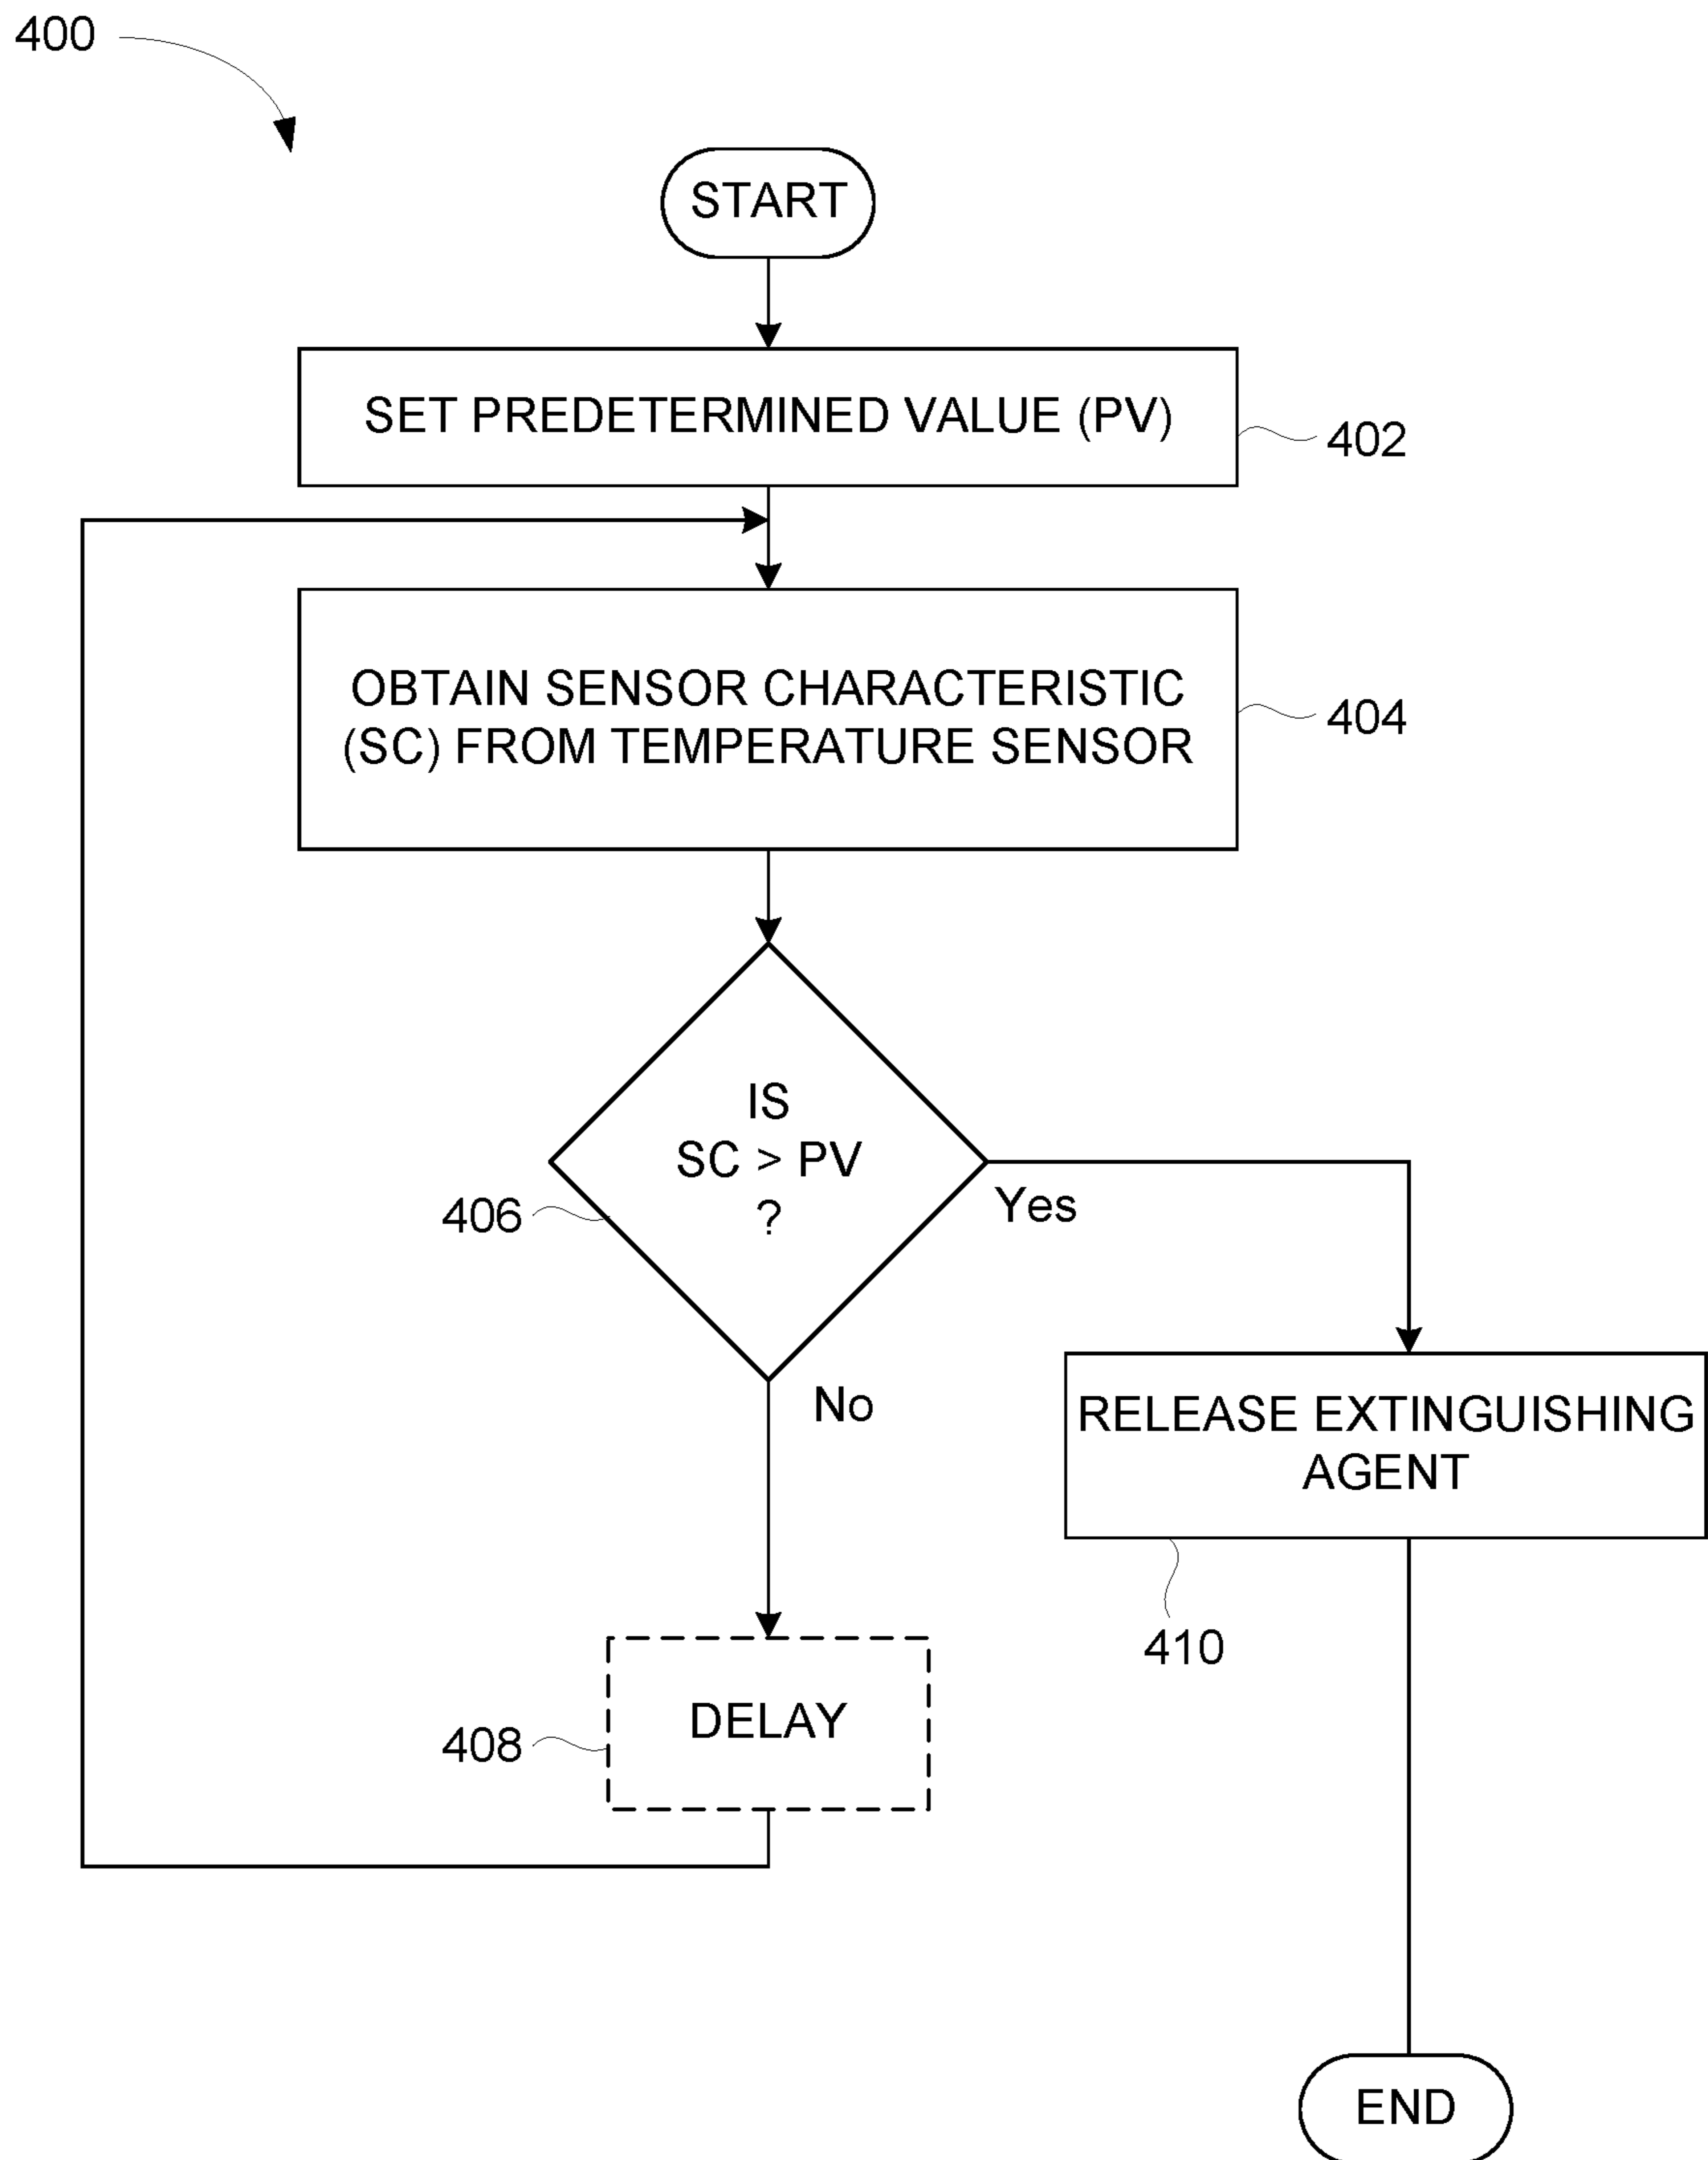 400
START
SET PREDETERMINED VALUE (PV)
402
OBTAIN SENSOR CHARACTERISTIC
(SC) FROM TEMPERATURE SENSOR
404
IS
SC > PV
?
406
Yes
No
RELEASE EXTINGUISHING
AGENT
410
DELAY
408
END